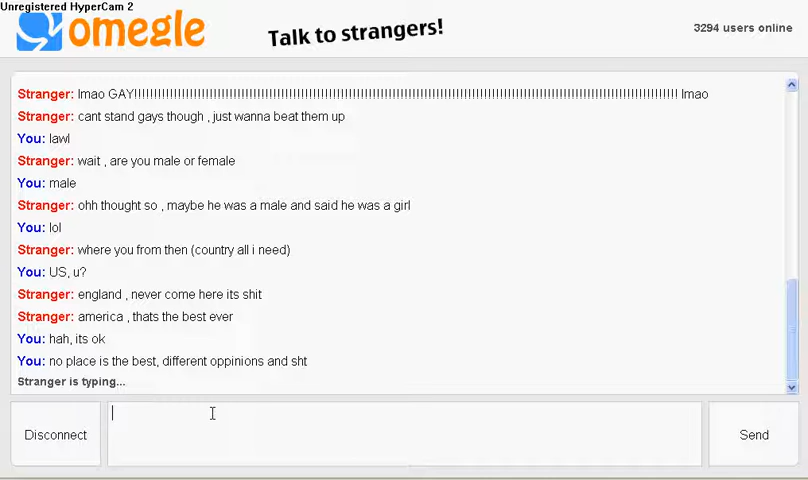 Unregistered HyperCam 2
omegle
Talk to strangers!
3294 users online
Stranger: lmao GAY!!!!!!!!!!!!!!!!!!!!!!!!!!!!!!!!!!!!!!!!!!!!!!!!!!!!!!!!!!!!!!!!!!!!!!!!!!!!!!!!!!!!!!!!!!!!!!!!!!!!!!!!!!!!!!!!!!!!!!!!!!!!!!!!!!!!!!!!!!! lmao
Stranger: cant stand gays though , just wanna beat them up
You: lawl
Stranger: wait , are you male or female
You: male
Stranger: ohh thought so , maybe he was a male and said he was a girl
You: lol
Stranger: where you from then (country all i need)
You: US, u?
Stranger: england , never come here its shit
Stranger: america , thats the best ever
You: hah, its ok
You: no place is the best, different oppinions and sht
Stranger is typing...
Disconnect
Send